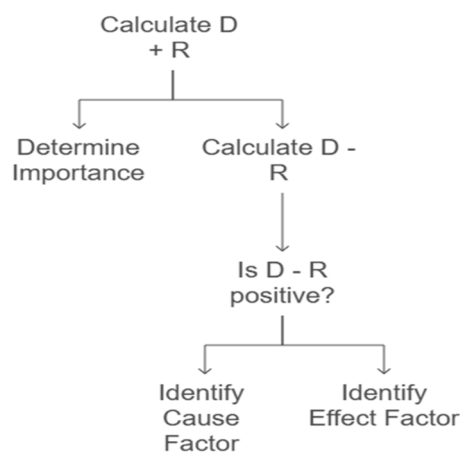 Calculate D
+ R
Determine
Importance
Calculate D -
R
Is D - R
positive?
Identify
Cause
Factor
Identify
Effect Factor